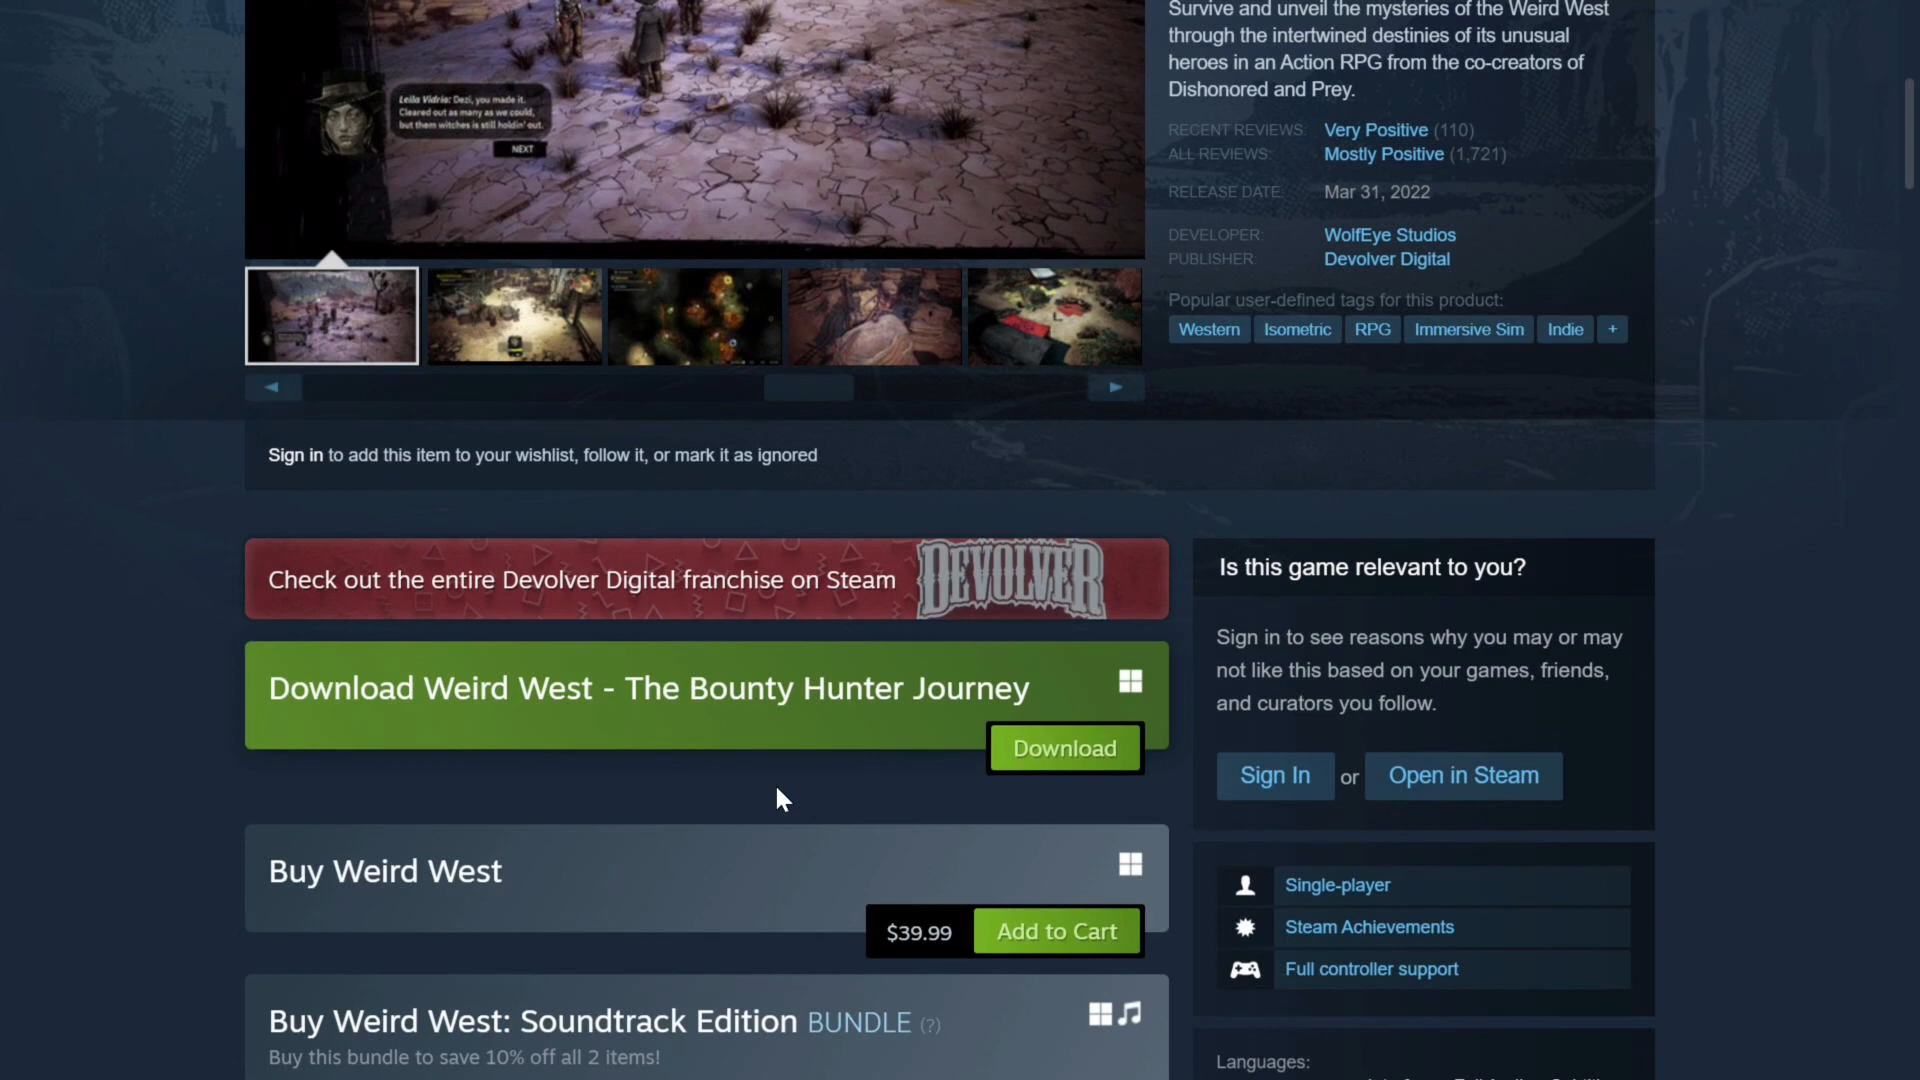 Survive and unveil the mysteries of the Weird West
through the intertwined destinies of its unusual
heroes in an Action RPG from the co-creators of
Dishonored and Prey.
Leila Vidrio: Dezi, you made it.
Cleared out as many as we could,
but them witches is still holdin' out.
NEXT
RECENT REVIEWS: Very Positive (110)
ALL REVIEWS: Mostly Positive (1,721)
RELEASE DATE: Mar 31, 2022
DEVELOPER: WolfEye Studios
PUBLISHER: Devolver Digital
Popular user-defined tags for this product:
Western Isometric RPG Immersive Sim Indie +
Sign in to add this item to your wishlist, follow it, or mark it as ignored
Check out the entire Devolver Digital franchise on Steam
DEVOLVER
Download Weird West - The Bounty Hunter Journey
Download
Buy Weird West
$39.99 Add to Cart
Buy Weird West: Soundtrack Edition BUNDLE (?)
Buy this bundle to save 10% off all 2 items!
Is this game relevant to you?
Sign in to see reasons why you may or may
not like this based on your games, friends,
and curators you follow.
Sign In or Open in Steam
Single-player
Steam Achievements
Full controller support
Languages: